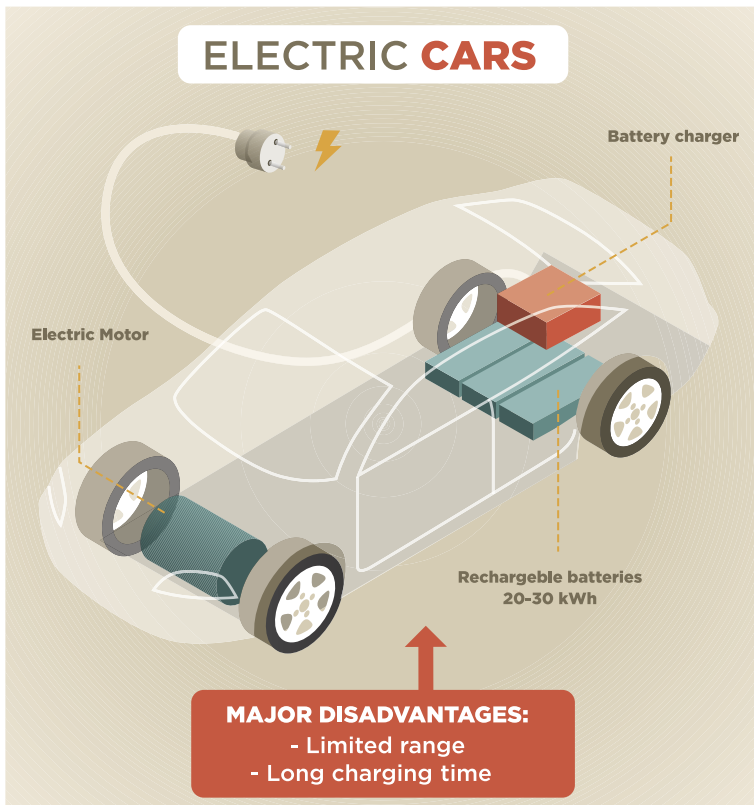 ELECTRIC CARS
Battery charger
Electric Motor
Rechargeble batteries
20-30 kWh
MAJOR DISADVANTAGES:
- Limited range
- Long charging time